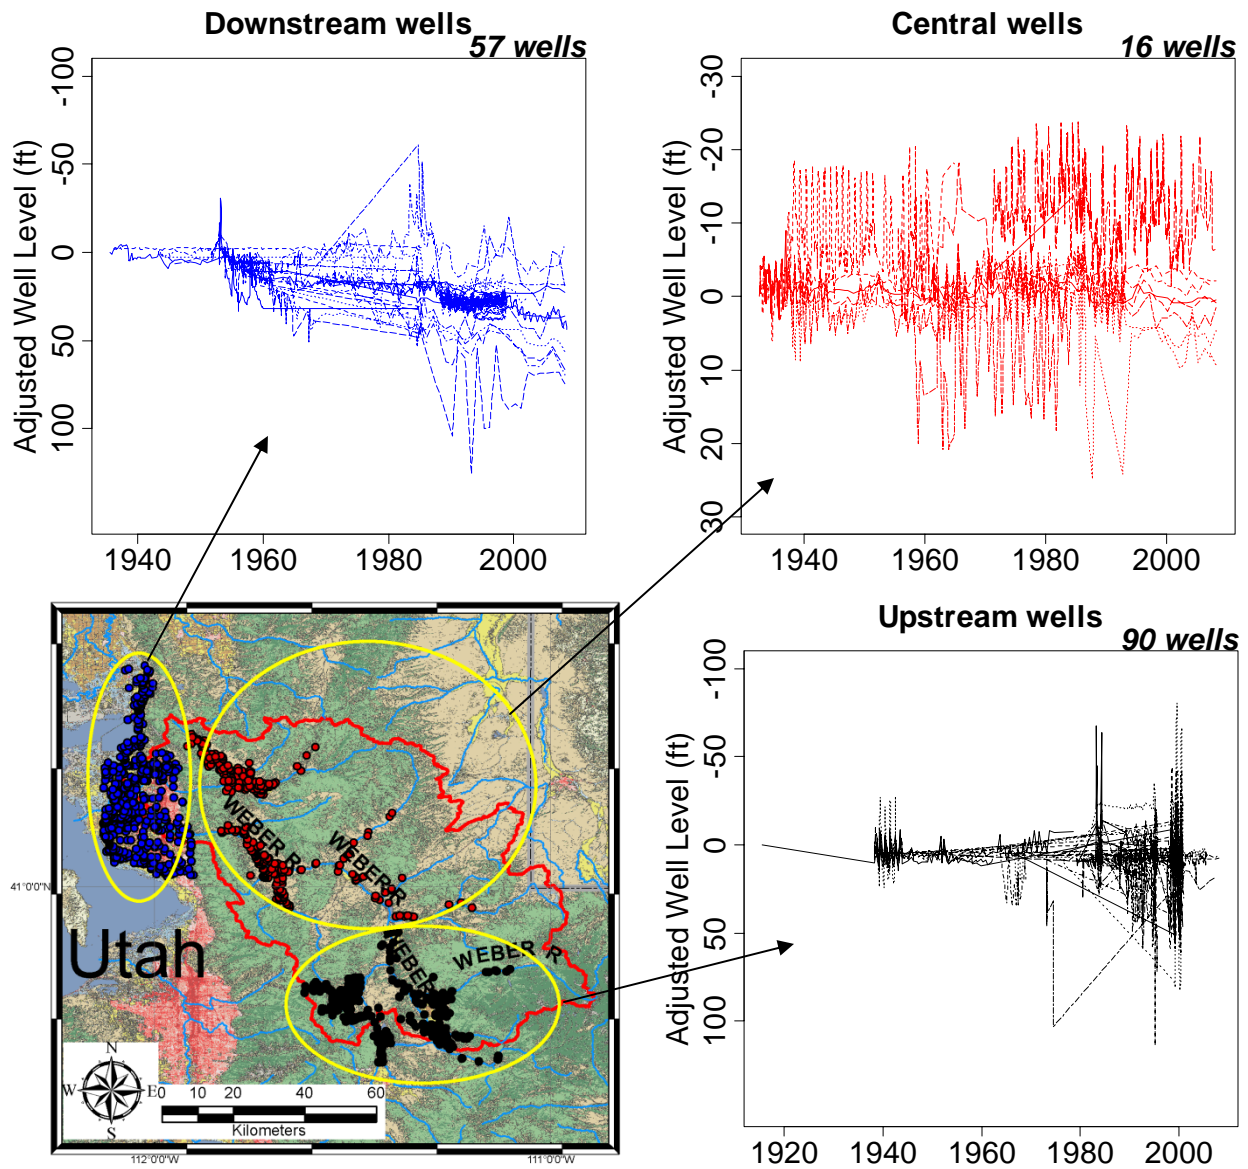 Downstream wells
57 wells
Adjusted Well Level (ft)
-100
-50
0
50
100
1940
1960
1980
2000
Central wells
16 wells
Adjusted Well Level (ft)
-30
-20
-10
0
10
20
30
1940
1960
1980
2000
Upstream wells
90 wells
Adjusted Well Level (ft)
-100
-50
0
50
100
1920
1940
1960
1980
2000
WEBER R
WEBER R
WEBER
WEBER R
41°0'0"N
41°0'0"N
Utah
N
W
E
S
0 10 20 40 60
Kilometers
112°0'0"W
111°0'0"W